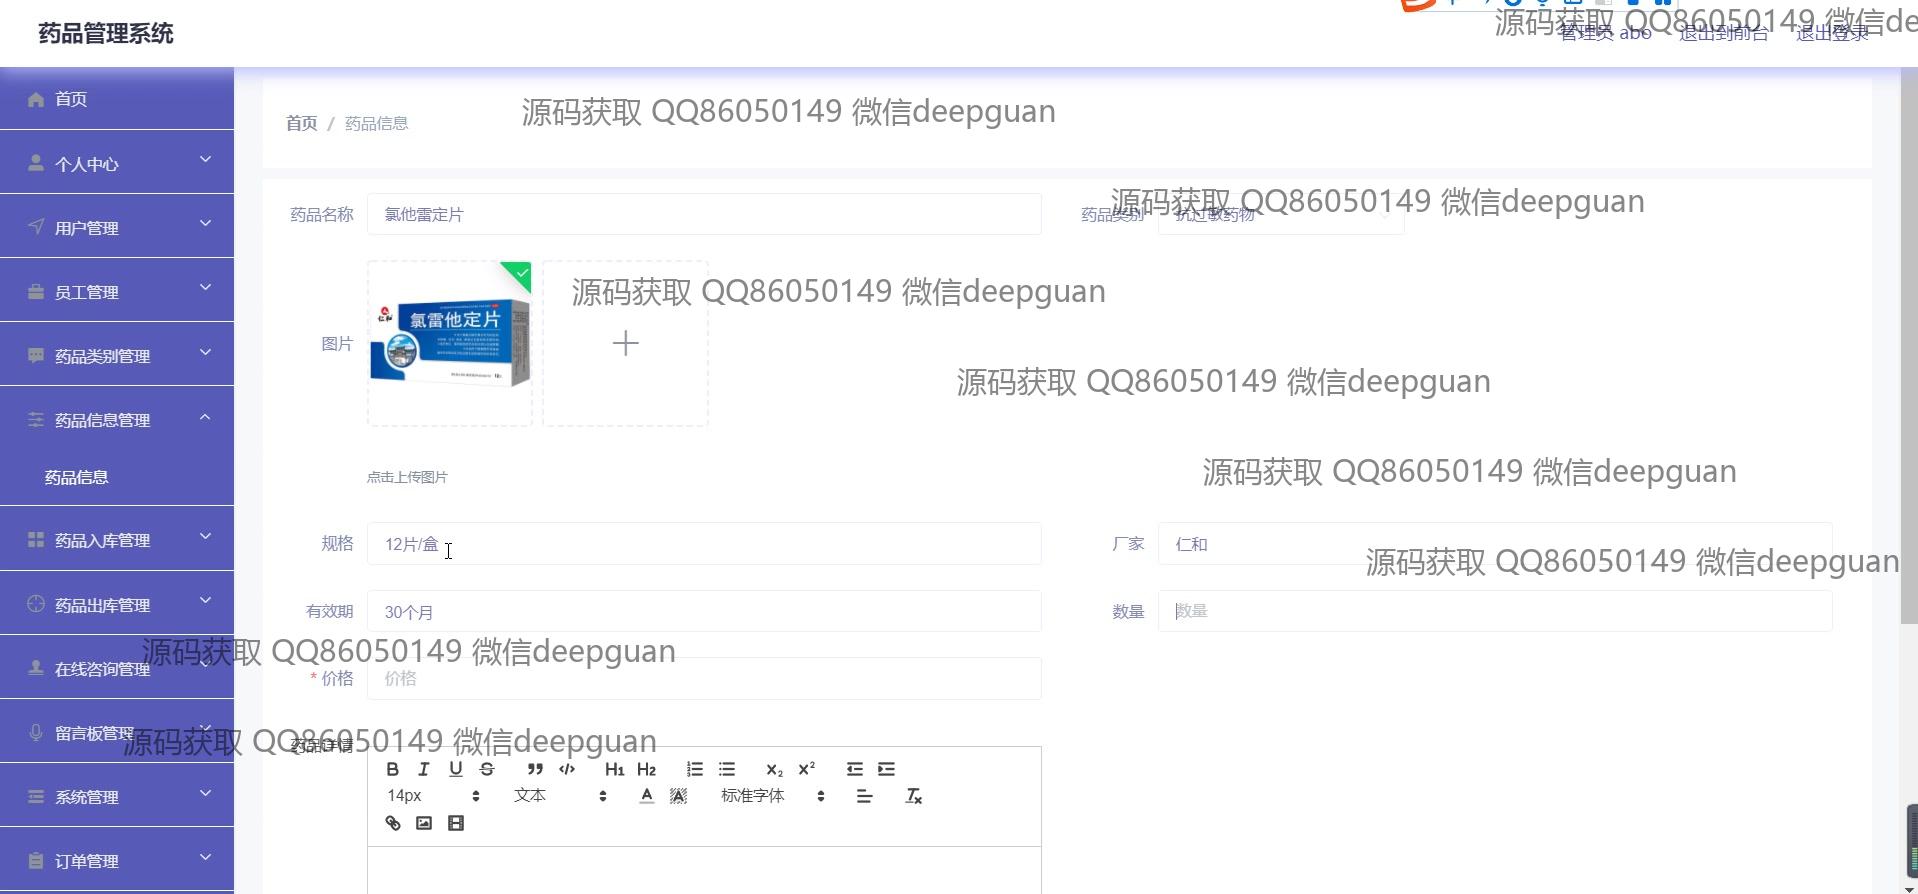 药品管理系统
源码获取 QQ86050149 微信de
管理员 abo 退出到前台 退出登录
首页
个人中心
用户管理
员工管理
药品类别管理
药品信息管理
药品信息
药品入库管理
药品出库管理
在线咨询管理
留言板管理
系统管理
订单管理
首页 / 药品信息
源码获取 QQ86050149 微信deepguan
药品名称 氯他雷定片
药品类别 抗过敏药物
源码获取 QQ86050149 微信deepguan
图片
仁和
氯雷他定片
源码获取 QQ86050149 微信deepguan
源码获取 QQ86050149 微信deepguan
点击上传图片
源码获取 QQ86050149 微信deepguan
规格 12片/盒
厂家 仁和
源码获取 QQ86050149 微信deepguan
有效期 30个月
数量 数量
源码获取 QQ86050149 微信deepguan
* 价格 价格
源码获取 QQ86050149 微信deepguan
药品详情
B I U S H1 H2 X2 X2
14px 文本 A A 标准字体 Tx